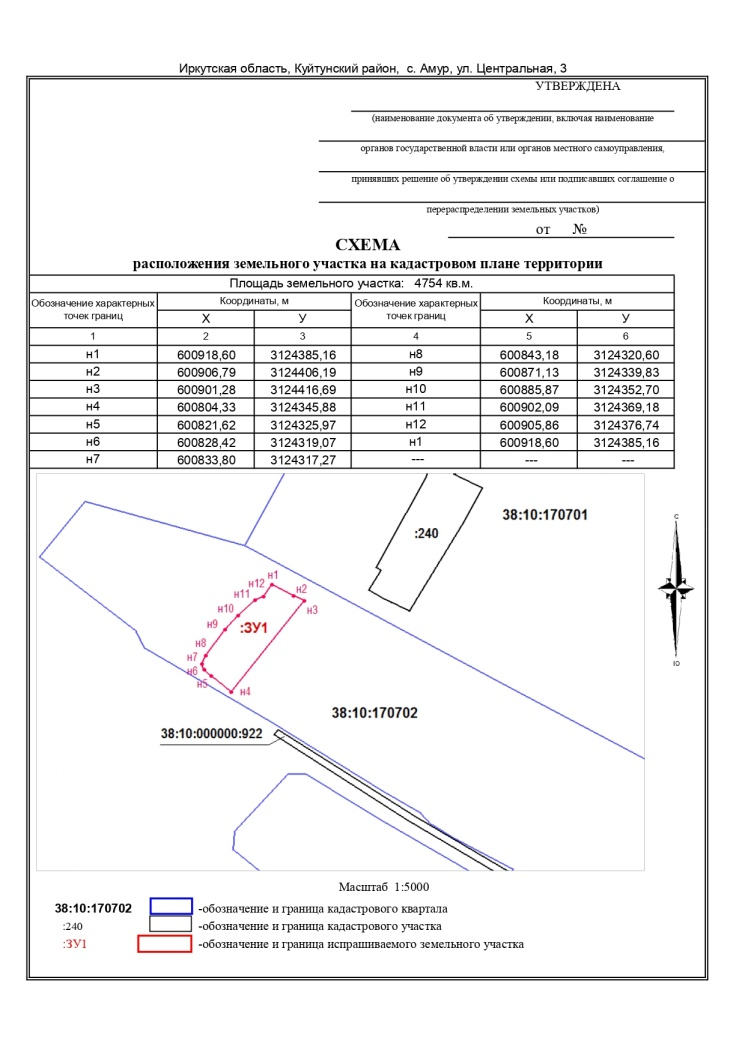 Иркутская область, Куйтунский район, с. Амур, ул. Центральная, 3
УТВЕРЖДЕНА
(наименование документа об утверждении, включая наименование
органов государственной власти или органов местного самоуправления,
принявших решение об утверждении схемы или подписавших соглашение о
перераспределении земельных участков)
от №
СХЕМА
расположения земельного участка на кадастровом плане территории
Площадь земельного участка: 4754 кв.м.
Обозначение характерных точек границ Координаты, м Обозначение характерных точек границ Координаты, м
Х У Х У
1 2 3 4 5 6
н1 600918,60 3124385,16 н8 600843,18 3124320,60
н2 600906,79 3124406,19 н9 600871,13 3124339,83
н3 600901,28 3124416,69 н10 600885,87 3124352,70
н4 600804,33 3124345,88 н11 600902,09 3124369,18
н5 600821,62 3124325,97 н12 600905,86 3124376,74
н6 600828,42 3124319,07 н1 600918,60 3124385,16
н7 600833,80 3124317,27 --- --- ---
38:10:170701
:240
С
н1
н12
н2
н11
н3
н10
н9
:ЗУ1
н8
н7
Ю
н6
н5
н4
38:10:170702
38:10:000000:922
Масштаб 1:5000
38:10:170702 -обозначение и граница кадастрового квартала
:240 -обозначение и граница кадастрового участка
:ЗУ1 -обозначение и граница испрашиваемого земельного участка